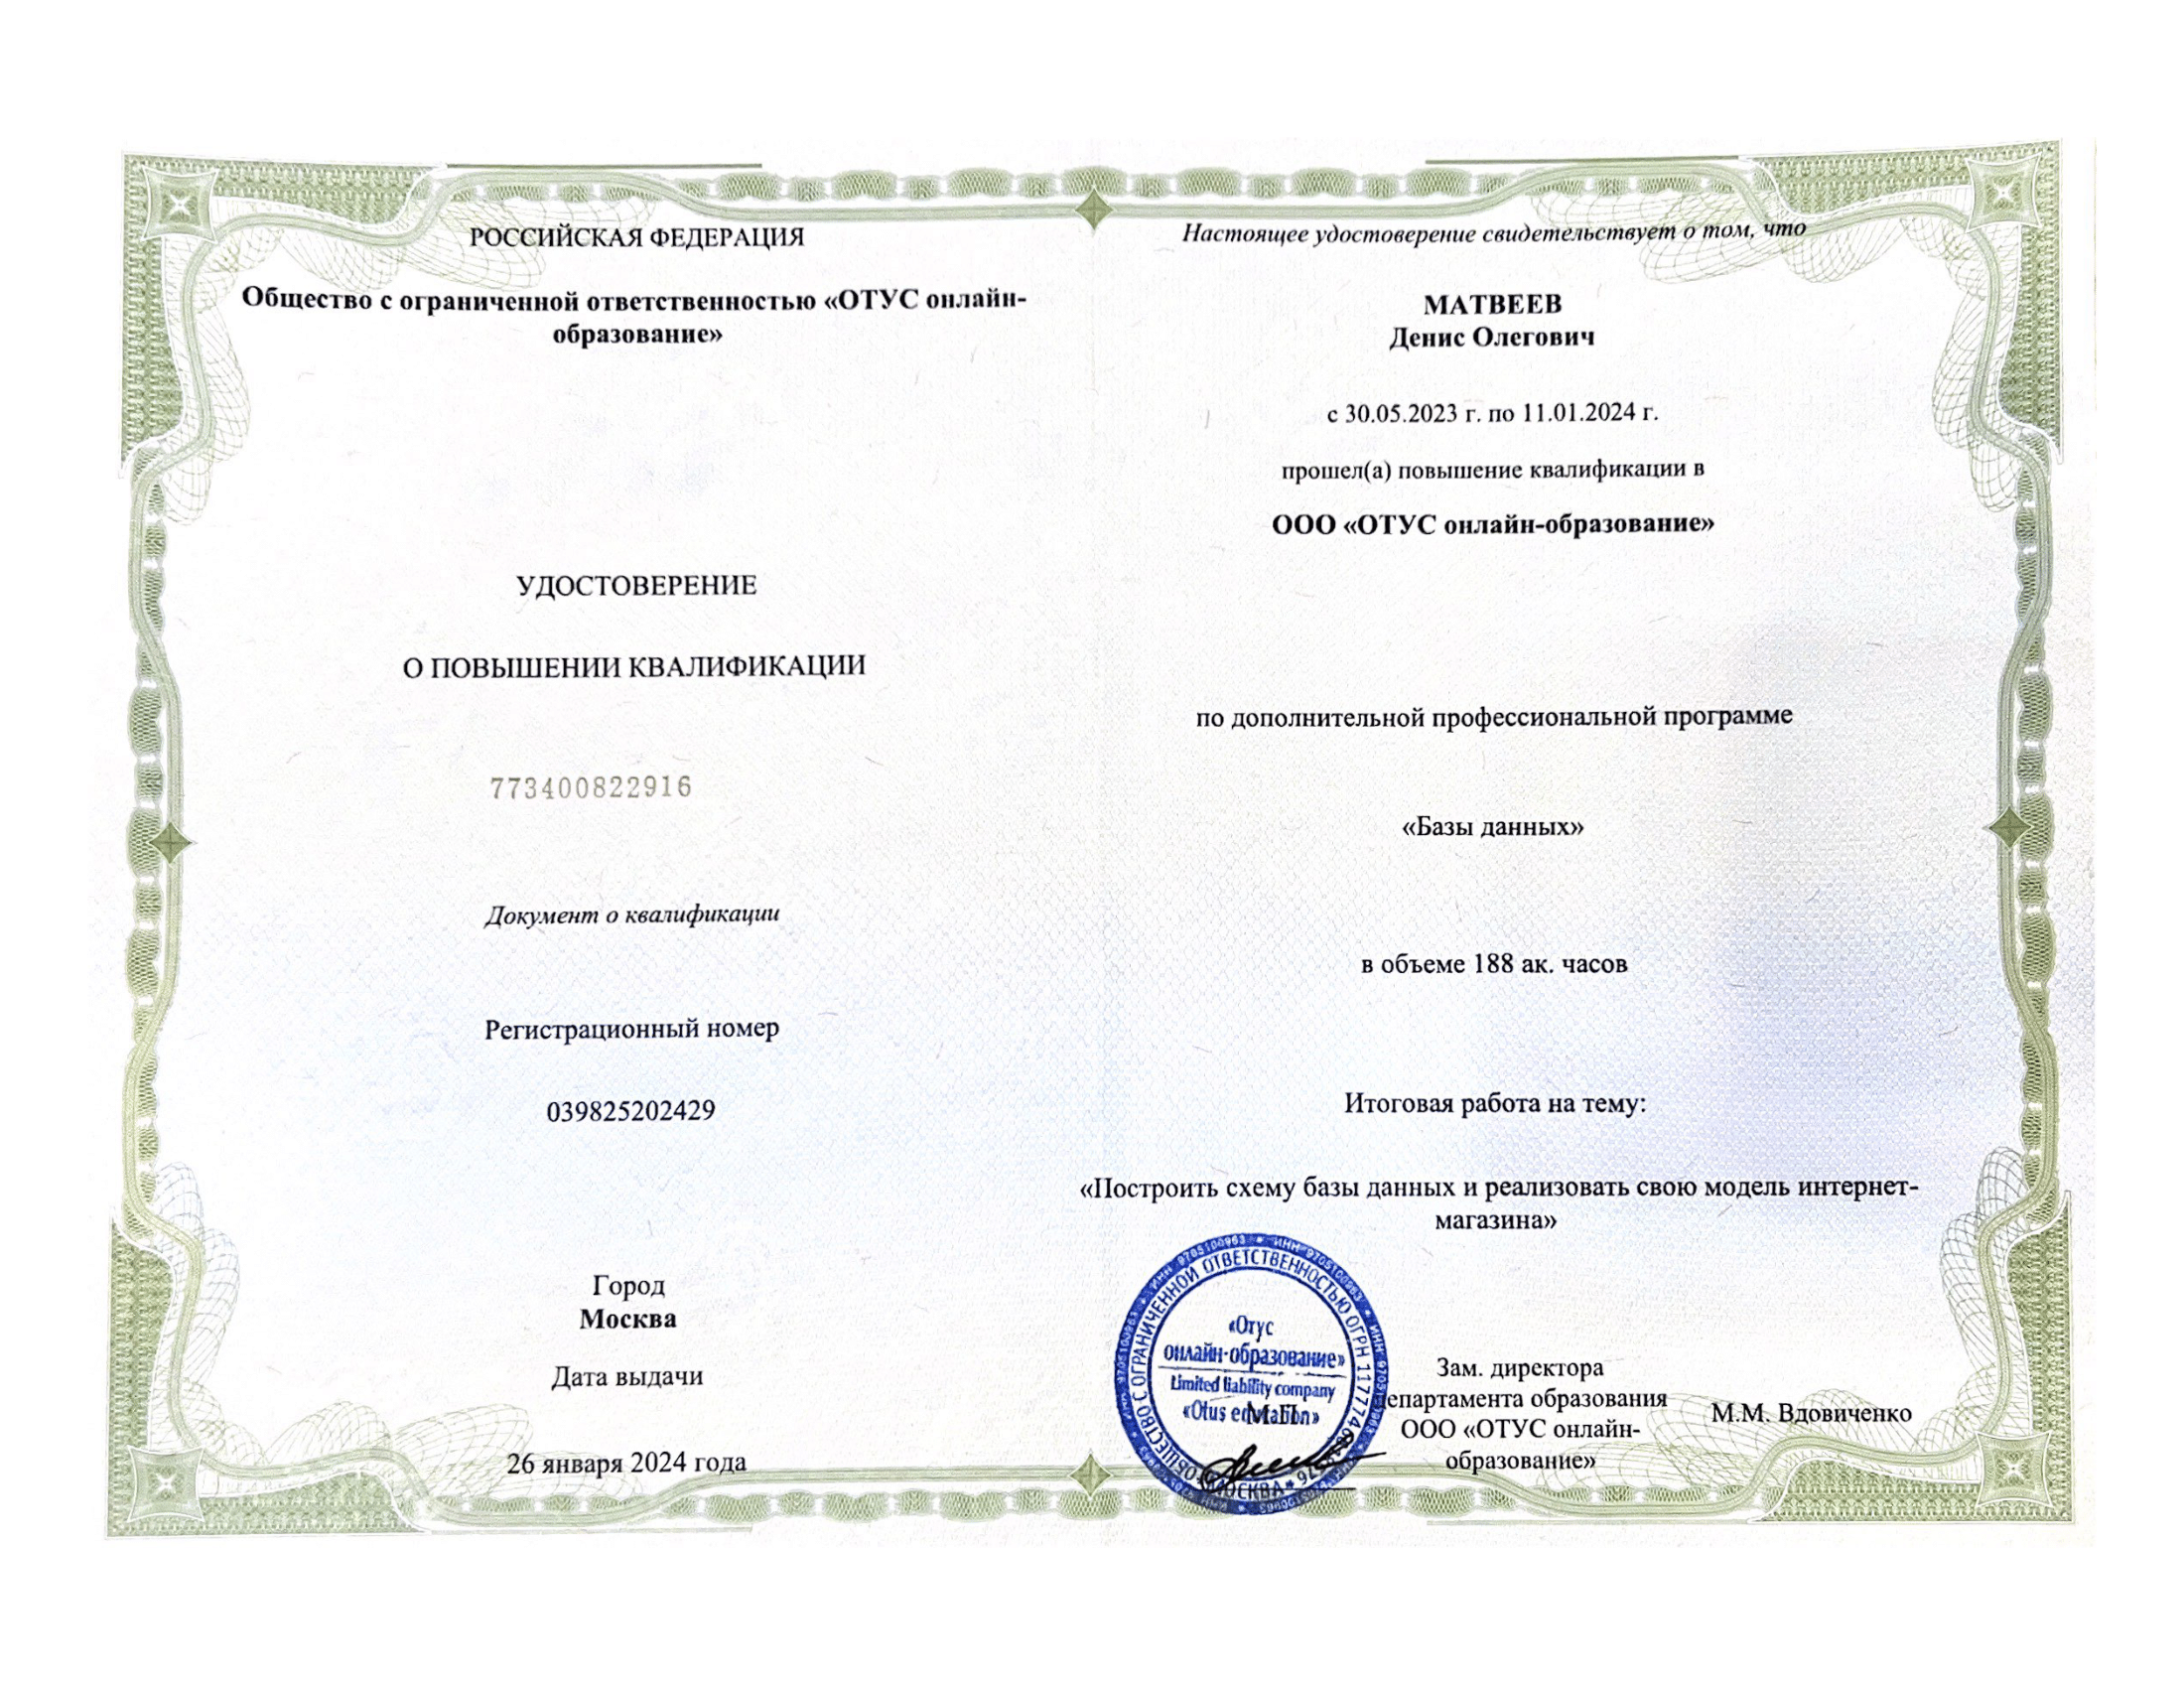 РОССИЙСКАЯ ФЕДЕРАЦИЯ
Общество с ограниченной ответственностью «ОТУС онлайн-
образование»
УДОСТОВЕРЕНИЕ
О ПОВЫШЕНИИ КВАЛИФИКАЦИИ
773400822916
Документ о квалификации
Регистрационный номер
039825202429
Город
Москва
Дата выдачи
26 января 2024 года
Настоящее удостоверение свидетельствует о том, что
МАТВЕЕВ
Денис Олегович
с 30.05.2023 г. по 11.01.2024 г.
прошел(а) повышение квалификации в
ООО «ОТУС онлайн-образование»
по дополнительной профессиональной программе
«Базы данных»
в объеме 188 ак. часов
Итоговая работа на тему:
«Построить схему базы данных и реализовать свою модель интернет-
магазина»
ОБЩЕСТВО С ОГРАНИЧЕННОЙ ОТВЕТСТВЕННОСТЬЮ ОГРН
МОСКВА
ИНН 9705100963
«Отус
онлайн-образование»
Limited liability company
«Otus education»
М.П.
Зам. директора
департамента образования
ООО «ОТУС онлайн-
образование»
М.М. Вдовиченко